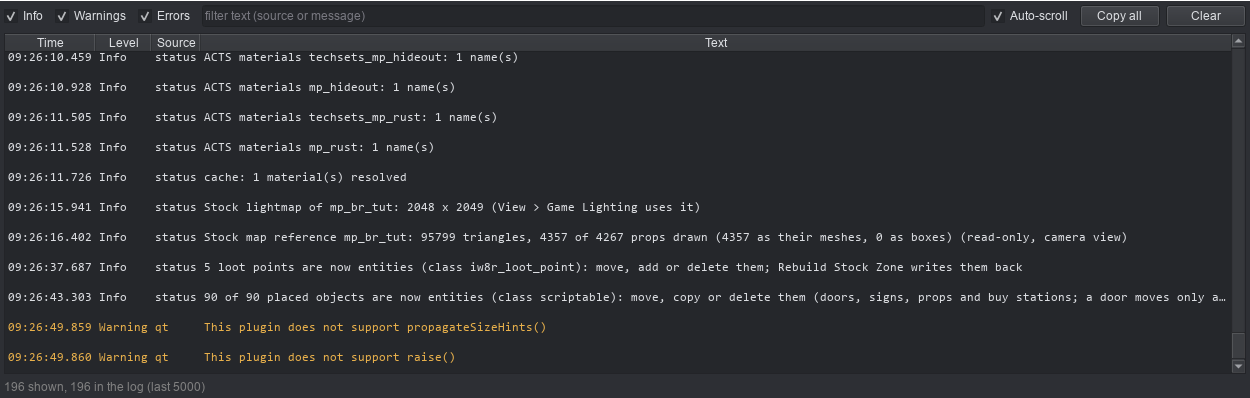 Info Warnings Errors filter text (source or message) Auto-scroll Copy all Clear
Time Level Source Text
09:26:10.459 Info status ACTS materials techsets_mp_hideout: 1 name(s)
09:26:10.928 Info status ACTS materials mp_hideout: 1 name(s)
09:26:11.505 Info status ACTS materials techsets_mp_rust: 1 name(s)
09:26:11.528 Info status ACTS materials mp_rust: 1 name(s)
09:26:11.726 Info status cache: 1 material(s) resolved
09:26:15.941 Info status Stock lightmap of mp_br_tut: 2048 x 2049 (View > Game Lighting uses it)
09:26:16.402 Info status Stock map reference mp_br_tut: 95799 triangles, 4357 of 4267 props drawn (4357 as their meshes, 0 as boxes) (read-only, camera view)
09:26:37.687 Info status 5 loot points are now entities (class iw8r_loot_point): move, add or delete them; Rebuild Stock Zone writes them back
09:26:43.303 Info status 90 of 90 placed objects are now entities (class scriptable): move, copy or delete them (doors, signs, props and buy stations; a door moves only a…
09:26:49.859 Warning qt This plugin does not support propagateSizeHints()
09:26:49.860 Warning qt This plugin does not support raise()
196 shown, 196 in the log (last 5000)